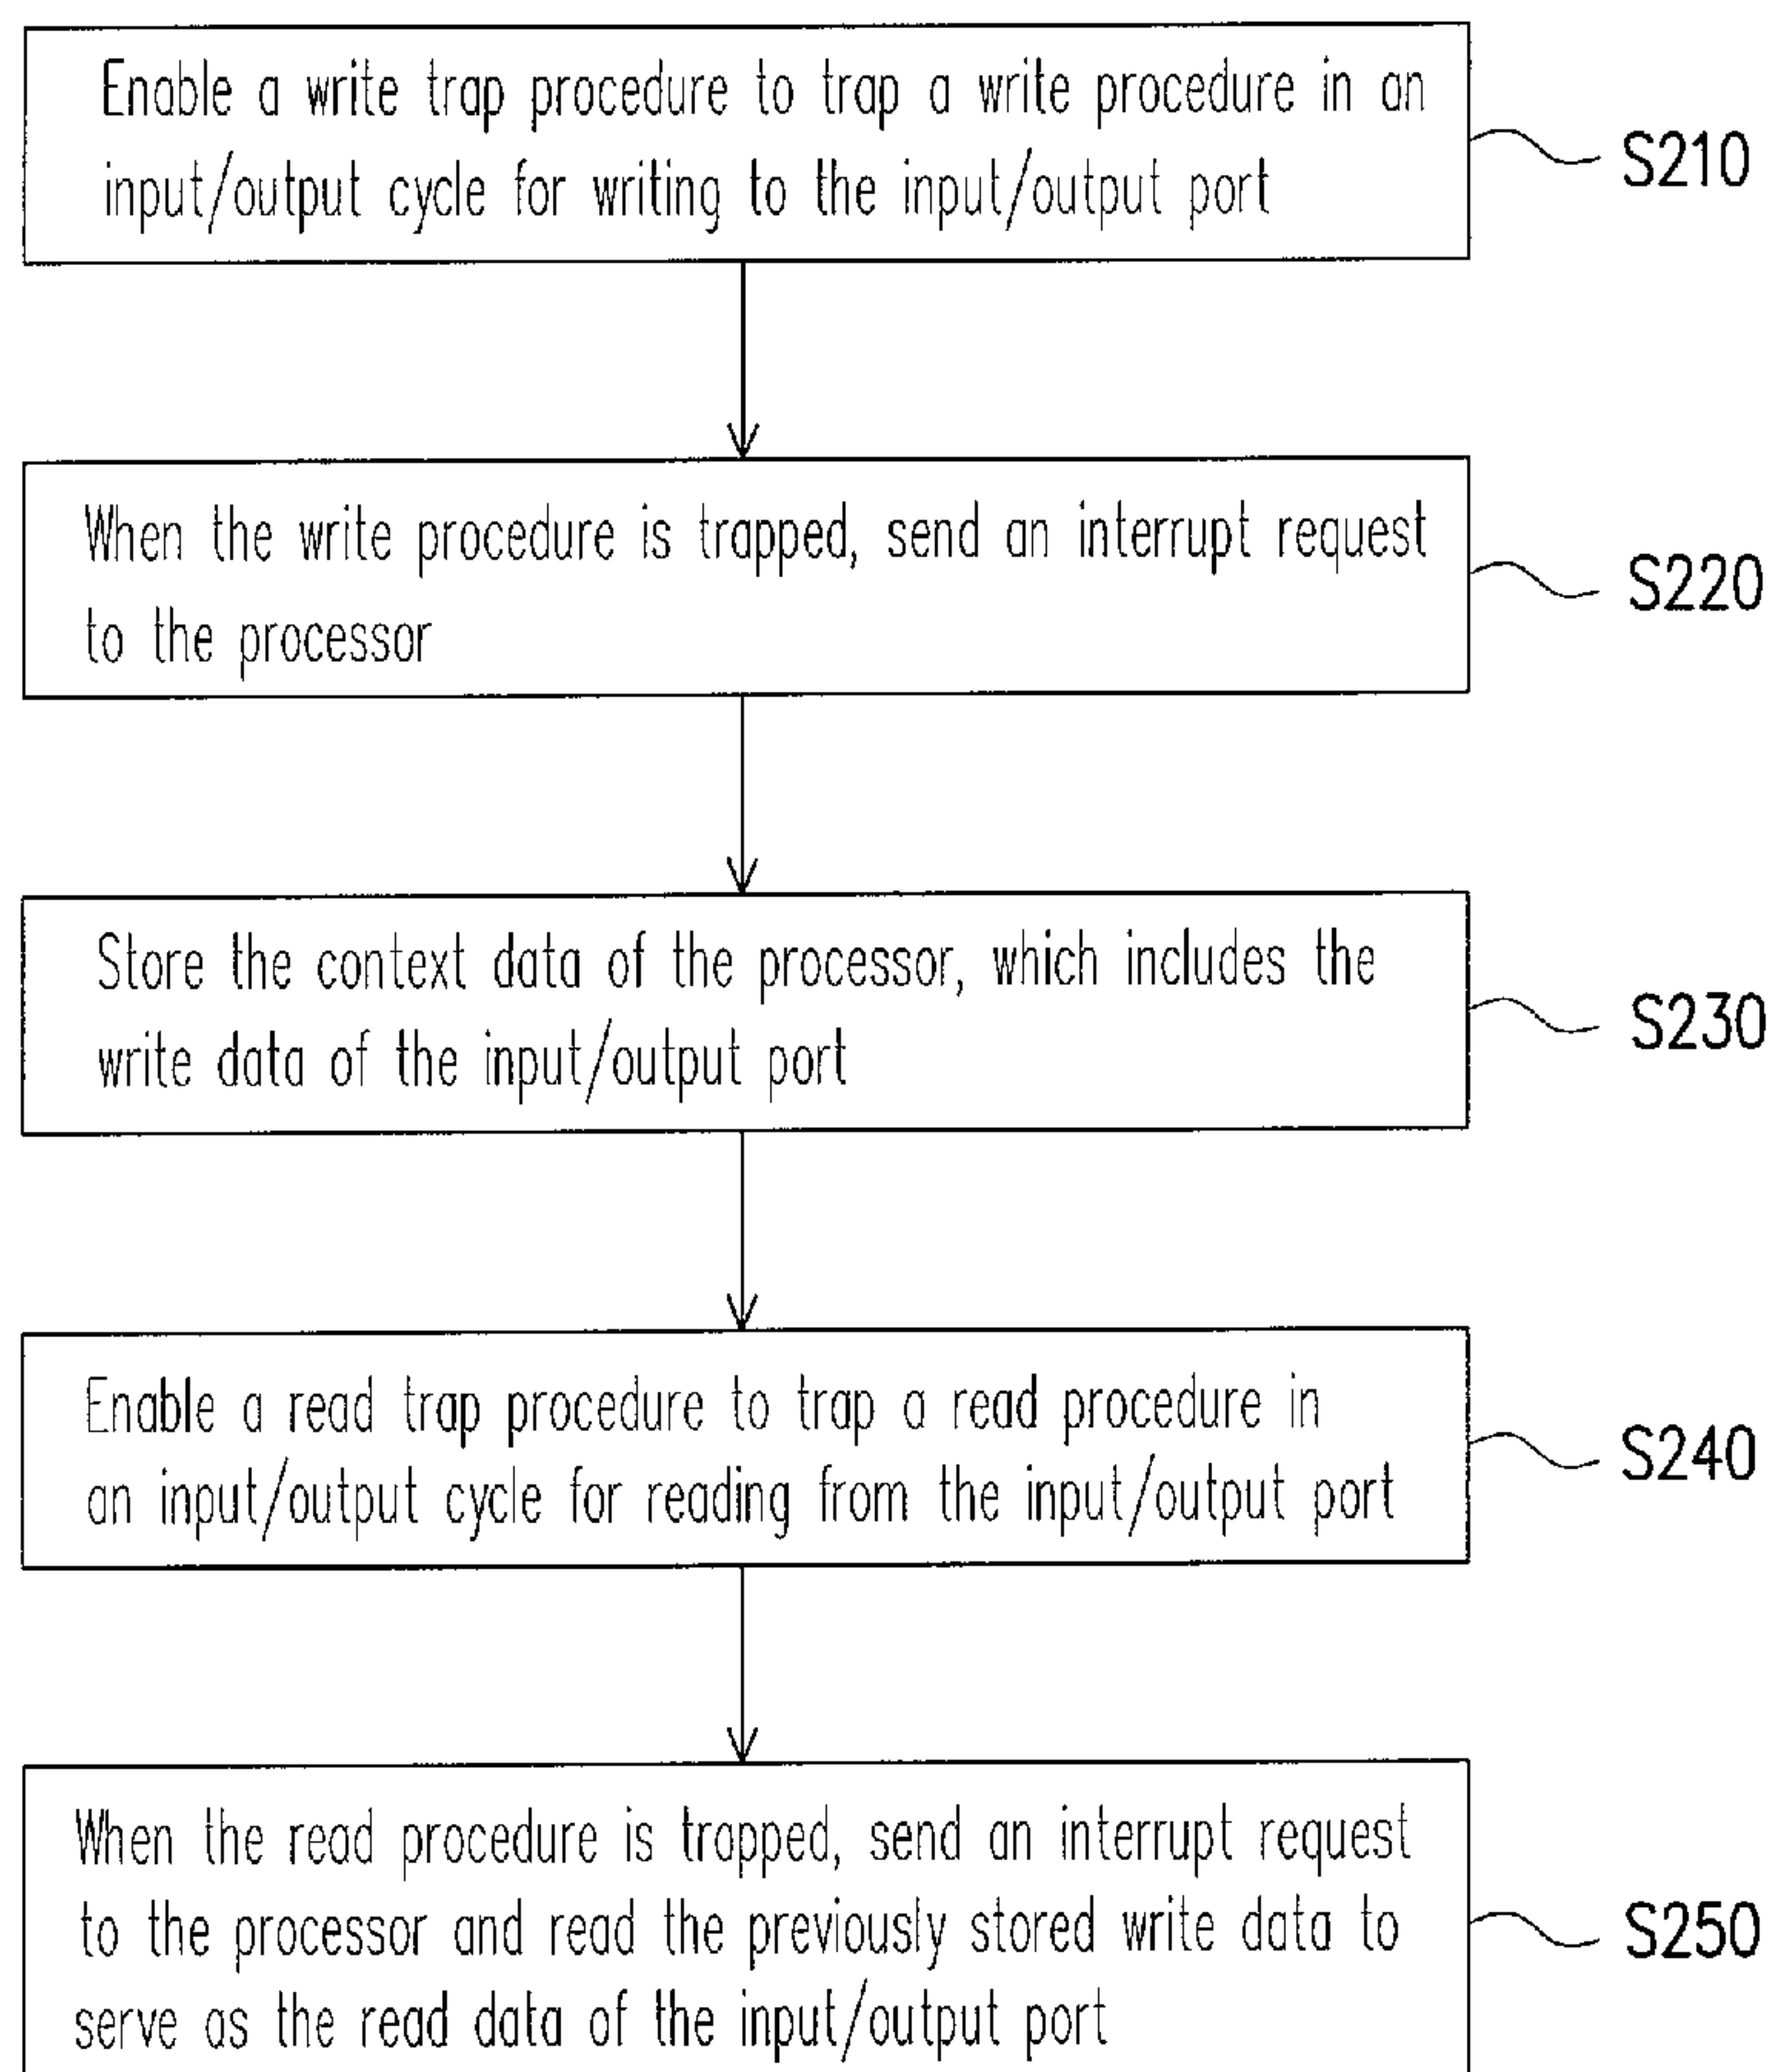 Enable a write trap procedure to trap a write procedure in an
input/output cycle for writing to the input/output port
S210
When the write procedure is trapped, send an interrupt request
to the processor
S220
Store the context data of the processor, which includes the
write data of the input/output port
S230
Enable a read trap procedure to trap a read procedure in
an input/output cycle for reading from the input/output port
S240
When the read procedure is trapped, send an interrupt request
to the processor and read the previously stored write data to
serve as the read data of the input/output port
S250